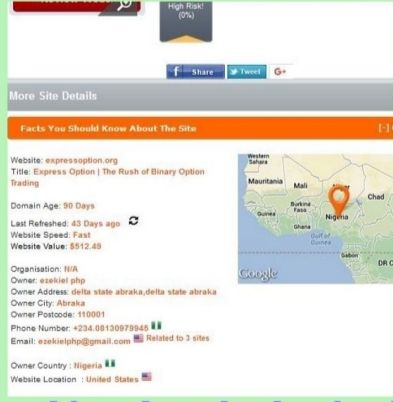 High Risk!
(0%)
f Share Tweet G+
More Site Details
Facts You Should Know About The Site [-]
Website: expressoption.org
Title: Express Option | The Rush of Binary Option
Trading
Domain Age: 90 Days
Last Refreshed: 43 Days ago
Website Speed: Fast
Website Value: $512.48
Organisation: N/A
Owner: ezekiel php
Owner Address: delta state abraka,delta state abraka
Owner City: Abraka
Owner Postcode: 110001
Phone Number: +234.08130979945
Email: ezekielphp@gmail.com Related to 3 sites
Owner Country : Nigeria
Website Location : United States
Western
Sahara
Mauritania
Mali
Niger
Chad
Burkina
Faso
Guinea
Nigeria
Ghana
Gulf of
Guinea
Gabon
DR C
Google